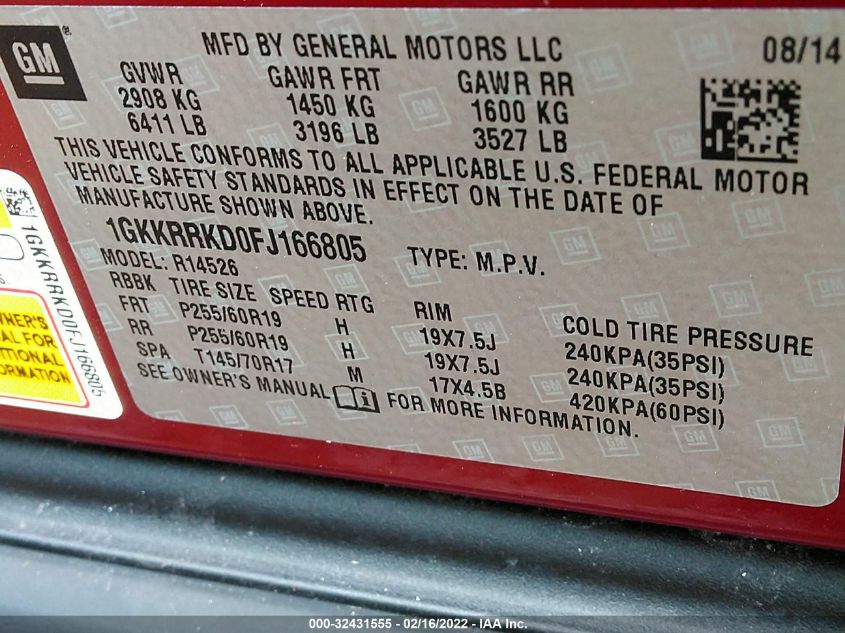 GM
MFD BY GENERAL MOTORS LLC
08/14
GVWR GAWR FRT GAWR RR
2908 KG 1450 KG 1600 KG
6411 LB 3196 LB 3527 LB
THIS VEHICLE CONFORMS TO ALL APPLICABLE U.S. FEDERAL MOTOR
VEHICLE SAFETY STANDARDS IN EFFECT ON THE DATE OF
MANUFACTURE SHOWN ABOVE.
1GKKRRKD0FJ166805 TYPE: M.P.V.
MODEL: R14526
RBBK TIRE SIZE SPEED RTG RIM COLD TIRE PRESSURE
FRT P255/60R19 H 19X7.5J 240KPA(35PSI)
RR P255/60R19 H 19X7.5J 240KPA(35PSI)
SPA T145/70R17 M 17X4.5B 420KPA(60PSI)
SEE OWNER'S MANUAL FOR MORE INFORMATION.
1GKKRRKD0FJ166805
WNER'S
FOR
INFORMATION
000-32431555 - 02/16/2022 - IAA Inc.